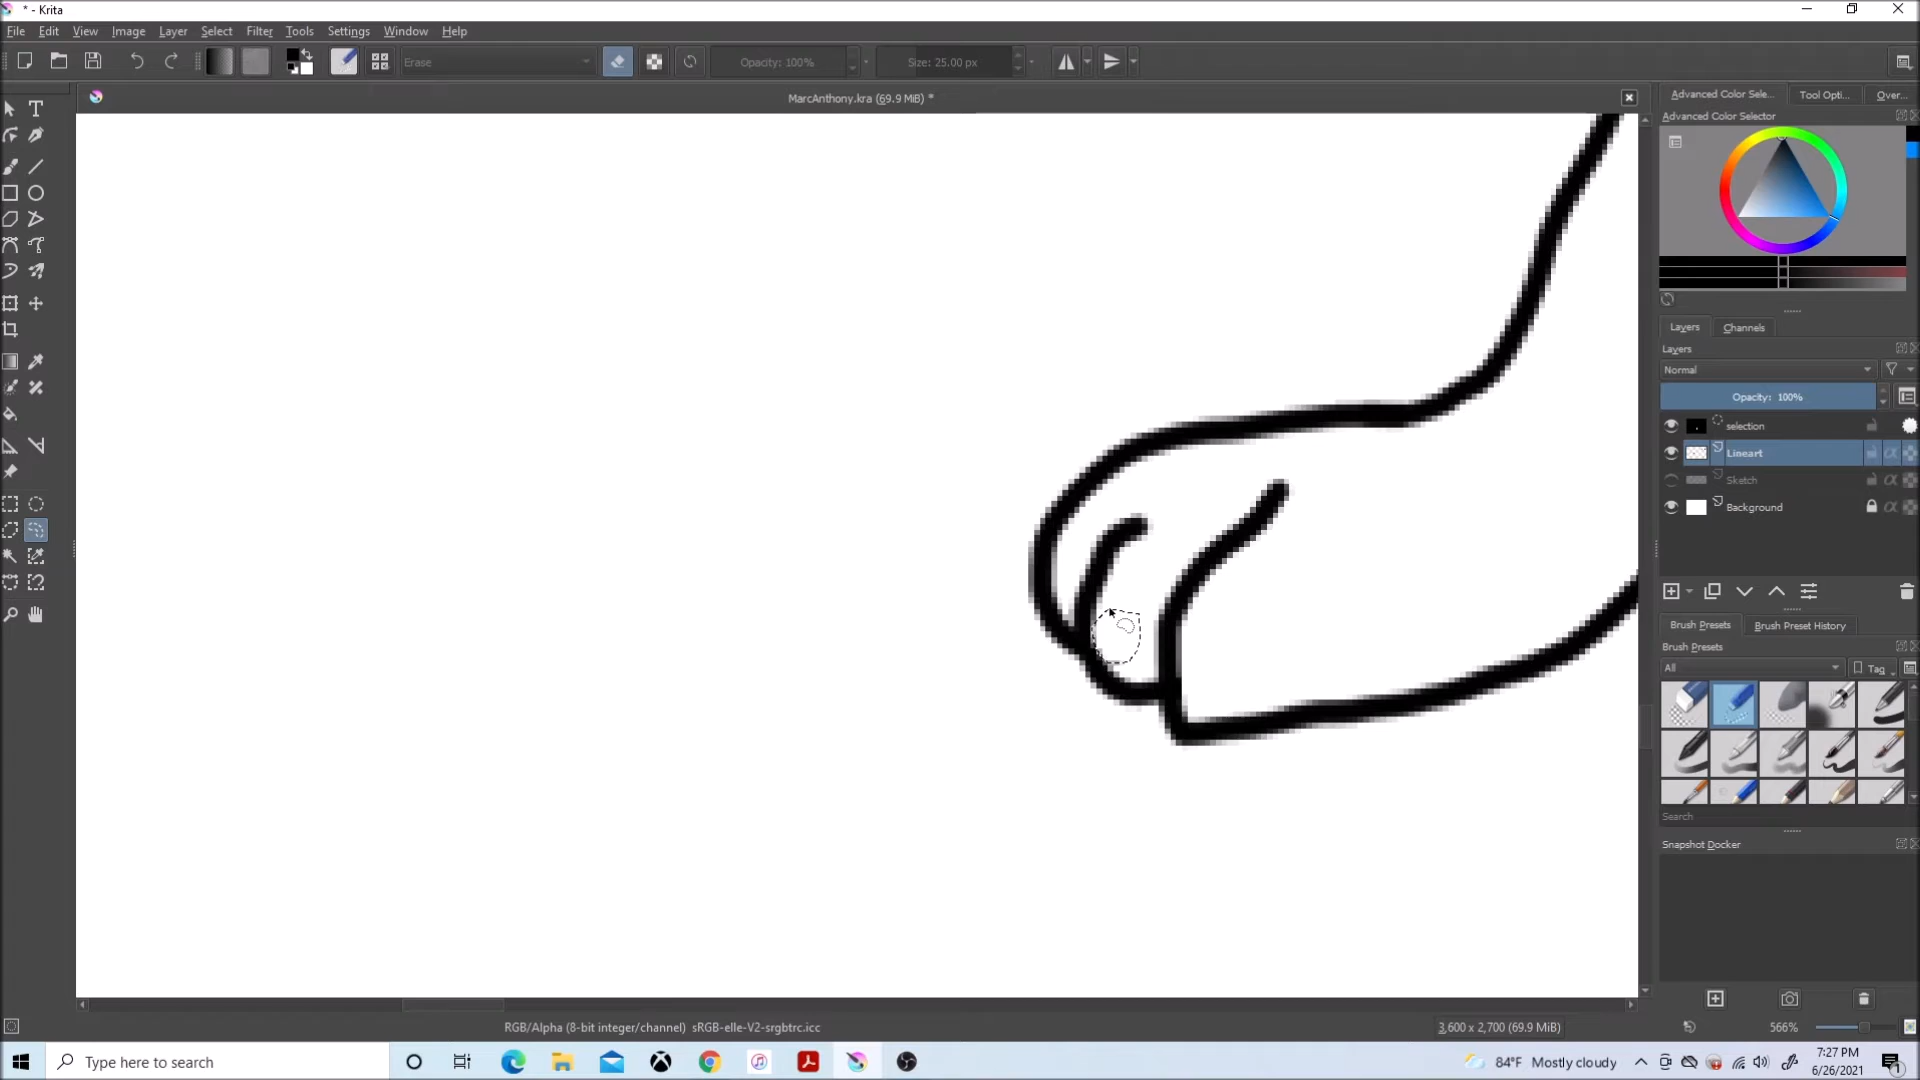 * - Krita
File Edit View Image Layer Select Filter Tools Settings Window Help
Erase Opacity: 100% Size: 25.00 px
MarcAnthony.kra (69.9 MiB) *
Advanced Color Sele... Tool Opti... Over...
Advanced Color Selector
Layers Channels
Layers
Normal
Opacity: 100%
selection
Lineart
Sketch
Background
Brush Presets Brush Preset History
Brush Presets
All Tag
Search
Snapshot Docker
RGB/Alpha (8-bit integer/channel) sRGB-elle-V2-srgbtrc.icc 3,600 x 2,700 (69.9 MiB) 566%
Type here to search 84°F Mostly cloudy 7:27 PM
6/26/2021 1